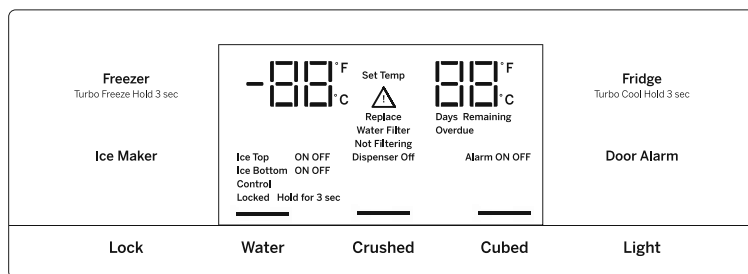 Freezer
Turbo Freeze Hold 3 sec
Ice Maker
-88 °F
°C
Set Temp
Replace
Water Filter
Not Filtering
Dispenser Off
88 °F
°C
Days Remaining
Overdue
Ice Top ON OFF
Ice Bottom ON OFF
Control
Locked Hold for 3 sec
Alarm ON OFF
Fridge
Turbo Cool Hold 3 sec
Door Alarm
Lock Water Crushed Cubed Light